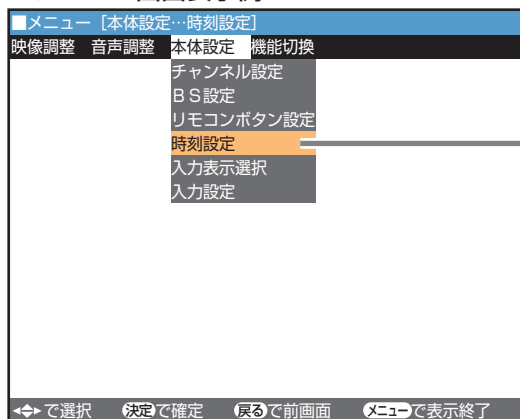 ■メニュー [本体設定…時刻設定]
映像調整 音声調整 本体設定 機能切換
チャンネル設定
ＢＳ設定
リモコンボタン設定
時刻設定
入力表示選択
入力設定
で選択 決定で確定 戻るで前画面 メニューで表示終了